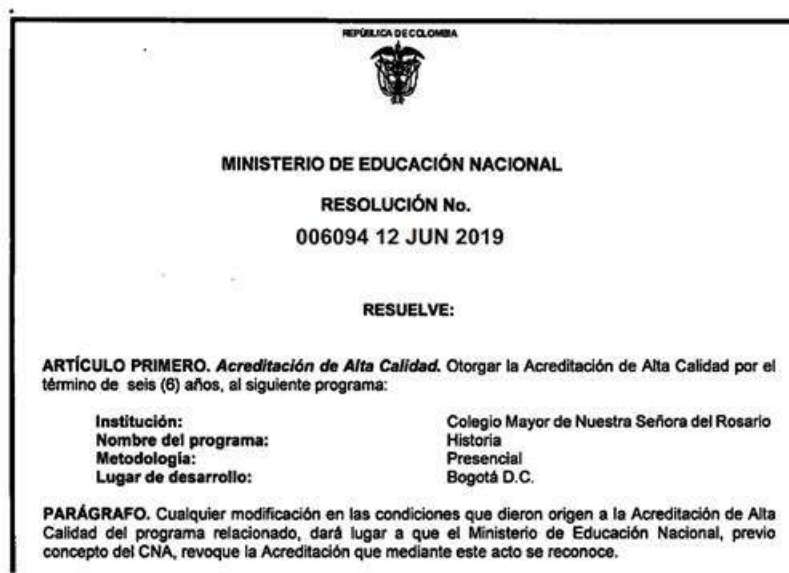 REPÚBLICA DE COLOMBIA
MINISTERIO DE EDUCACIÓN NACIONAL
RESOLUCIÓN No.
006094 12 JUN 2019
RESUELVE:
ARTÍCULO PRIMERO. Acreditación de Alta Calidad. Otorgar la Acreditación de Alta Calidad por el
término de seis (6) años, al siguiente programa:
Institución: Colegio Mayor de Nuestra Señora del Rosario
Nombre del programa: Historia
Metodología: Presencial
Lugar de desarrollo: Bogotá D.C.
PARÁGRAFO. Cualquier modificación en las condiciones que dieron origen a la Acreditación de Alta
Calidad del programa relacionado, dará lugar a que el Ministerio de Educación Nacional, previo
concepto del CNA, revoque la Acreditación que mediante este acto se reconoce.